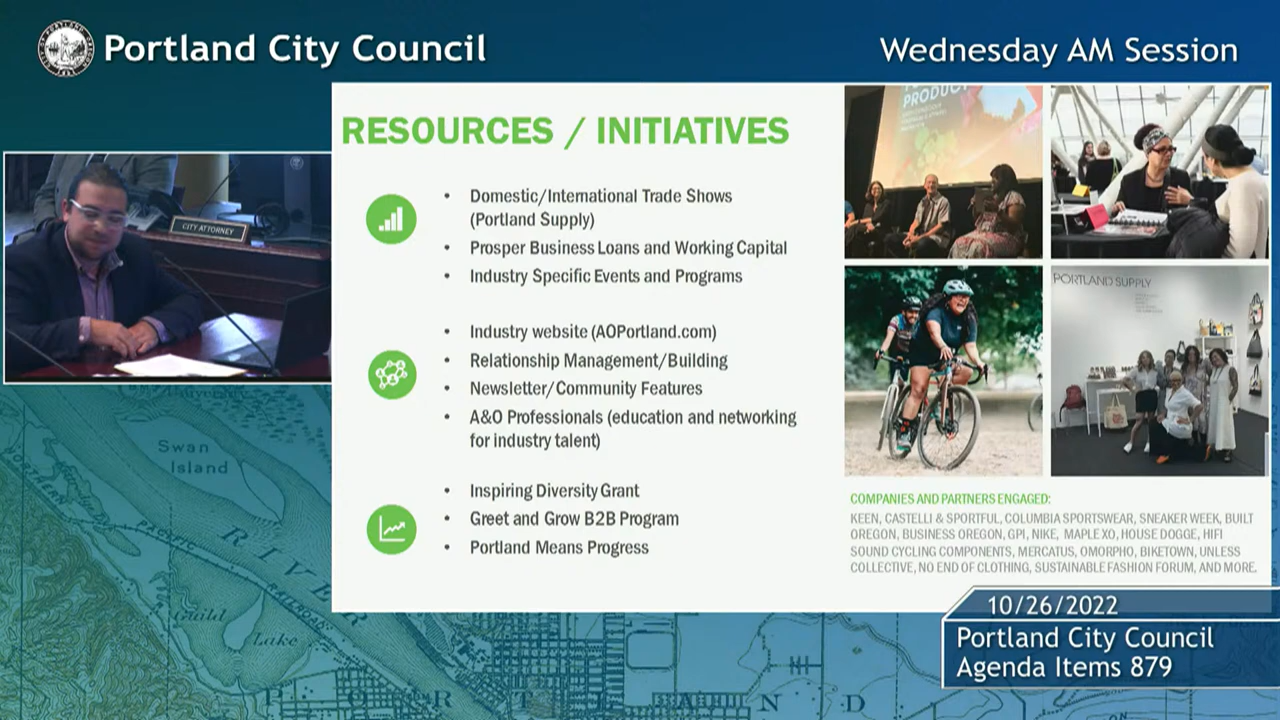 Portland City Council
Wednesday AM Session
CITY ATTORNEY
RESOURCES / INITIATIVES
• Domestic/International Trade Shows
(Portland Supply)
• Prosper Business Loans and Working Capital
• Industry Specific Events and Programs
• Industry website (AOPortland.com)
• Relationship Management/Building
• Newsletter/Community Features
• A&O Professionals (education and networking
for industry talent)
• Inspiring Diversity Grant
• Greet and Grow B2B Program
• Portland Means Progress
PRODUCT
PORTLAND SUPPLY
COMPANIES AND PARTNERS ENGAGED:
KEEN, CASTELLI & SPORTFUL, COLUMBIA SPORTSWEAR, SNEAKER WEEK, BUILT
OREGON, BUSINESS OREGON, GPI, NIKE, MAPLE XO, HOUSE DOGGE, HIFI
SOUND CYCLING COMPONENTS, MERCATUS, OMORPHO, BIKETOWN, UNLESS
COLLECTIVE, NO END OF CLOTHING, SUSTAINABLE FASHION FORUM, AND MORE.
Swan
Island
NORTHERN
PACIFIC
RAILROAD
RIVER
Guild
Lake
10/26/2022
Portland City Council
Agenda Items 879